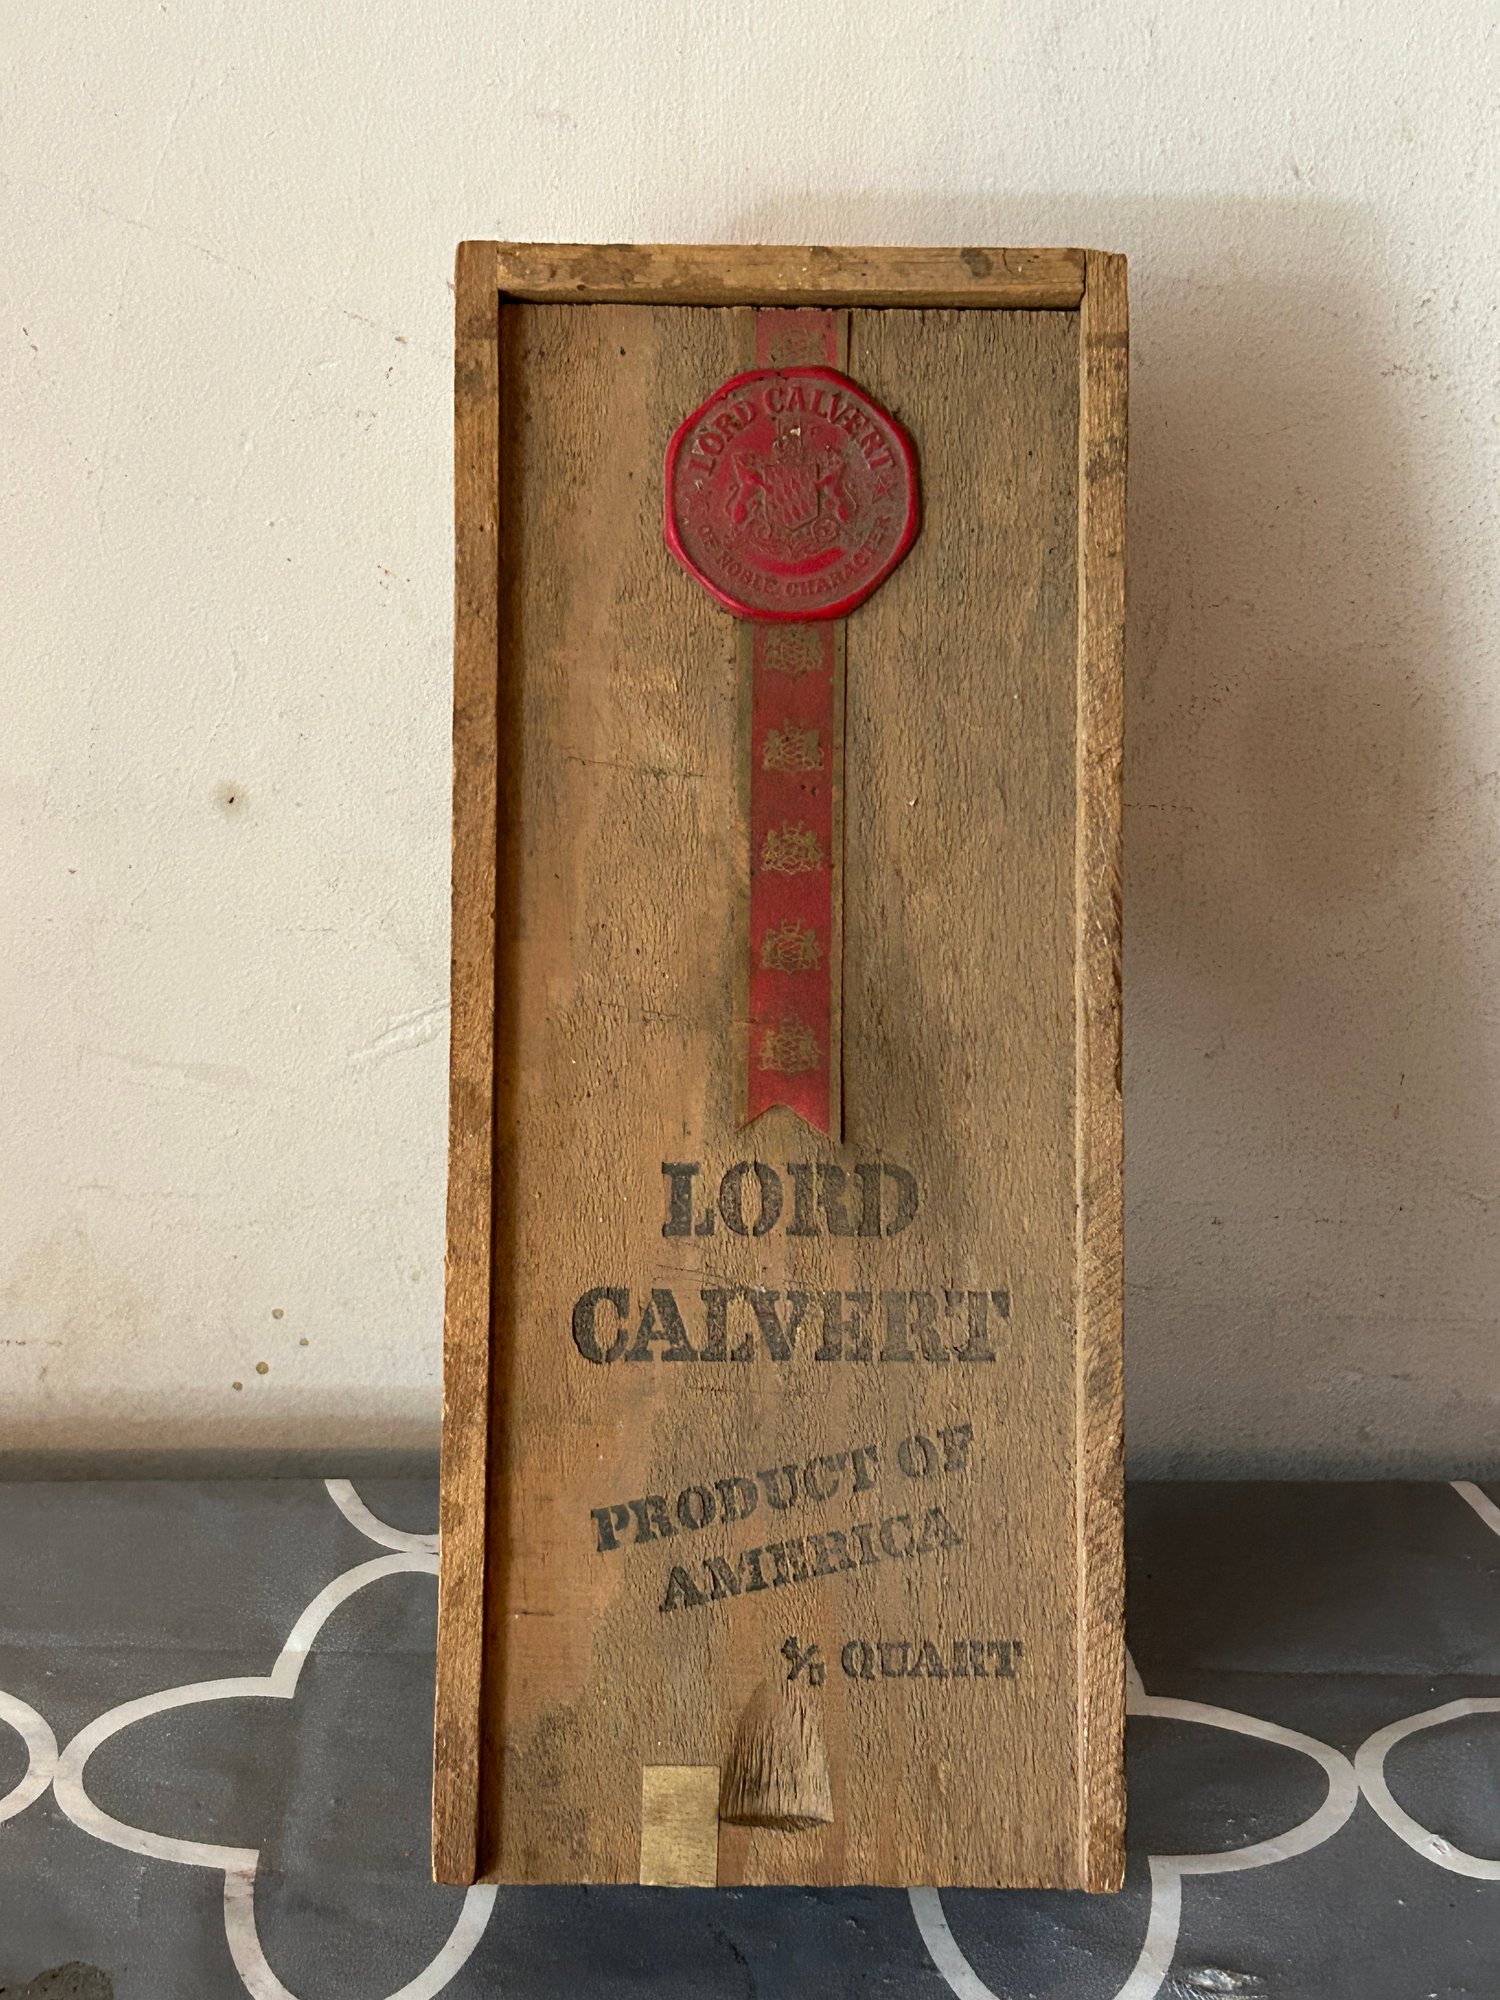 LORD CALVERT
OF NOBLE CHARACTER
LORD
CALVERT
PRODUCT OF
AMERICA
4/5 QUART